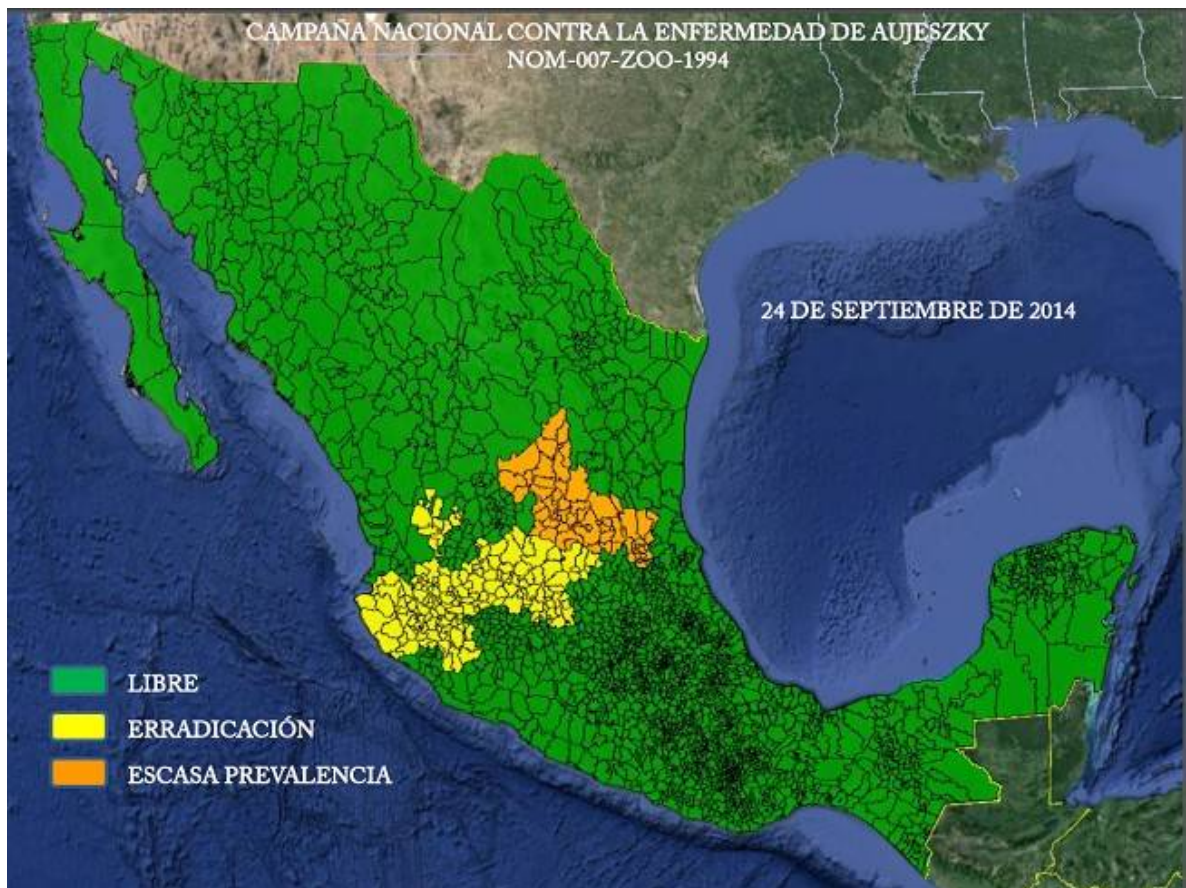 CAMPAÑA NACIONAL CONTRA LA ENFERMEDAD DE AUJESZKY
NOM-007-ZOO-1994
24 DE SEPTIEMBRE DE 2014
LIBRE
ERRADICACIÓN
ESCASA PREVALENCIA